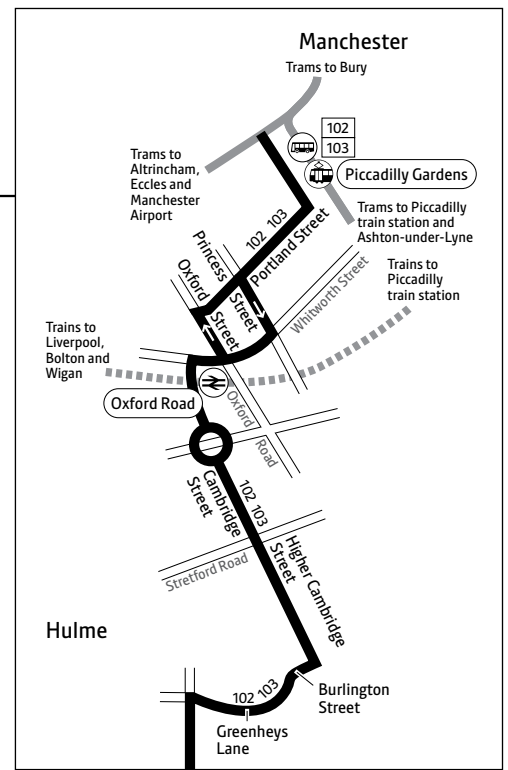 Manchester
Trams to Bury
102
103
Piccadilly Gardens
Trams to
Altrincham,
Eccles and
Manchester
Airport
Trams to Piccadilly
train station and
Ashton-under-Lyne
102 103
Portland Street
Princess
Street
Oxford
Street
Whitworth Street
Trains to
Piccadilly
train station
Trains to
Liverpool,
Bolton and
Wigan
Oxford Road
Oxford
Road
Cambridge
Street
102 103
Higher Cambridge
Street
Stretford Road
Hulme
102 103
Burlington
Street
Greenheys
Lane